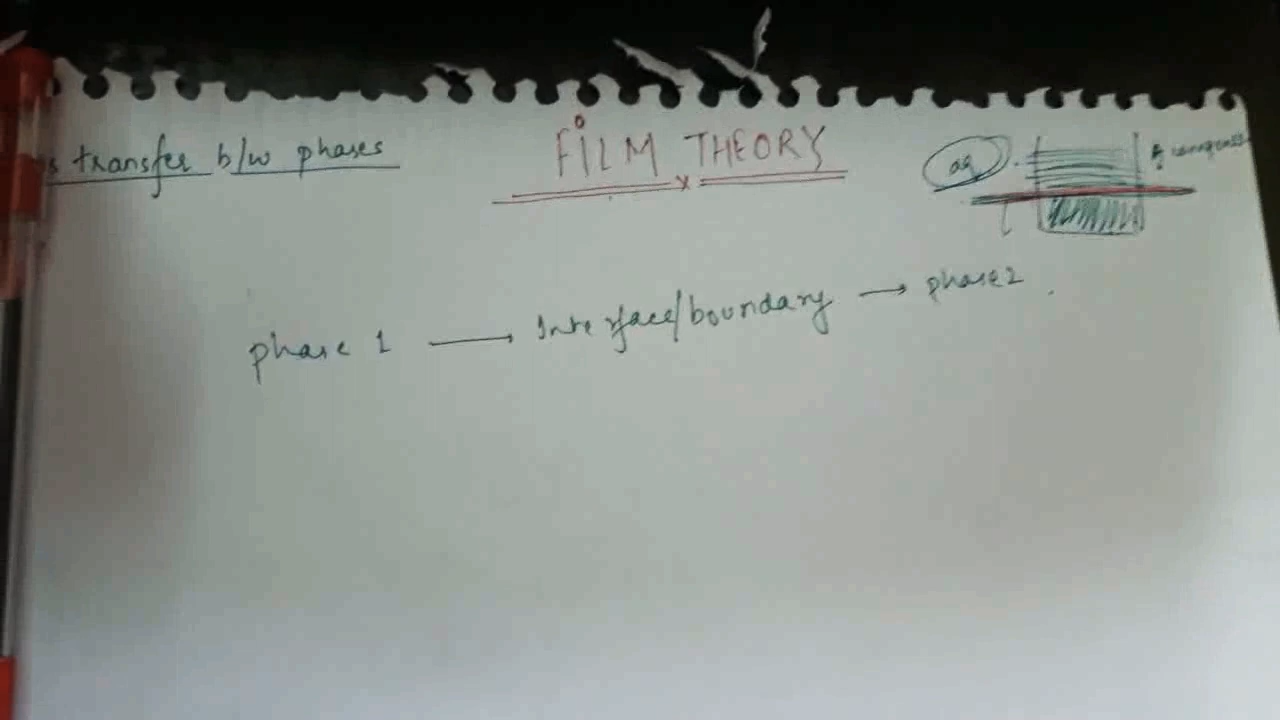 s transfer b/w phases
FILM THEORY
aq
phase 1 → Interface/boundary → phase 2